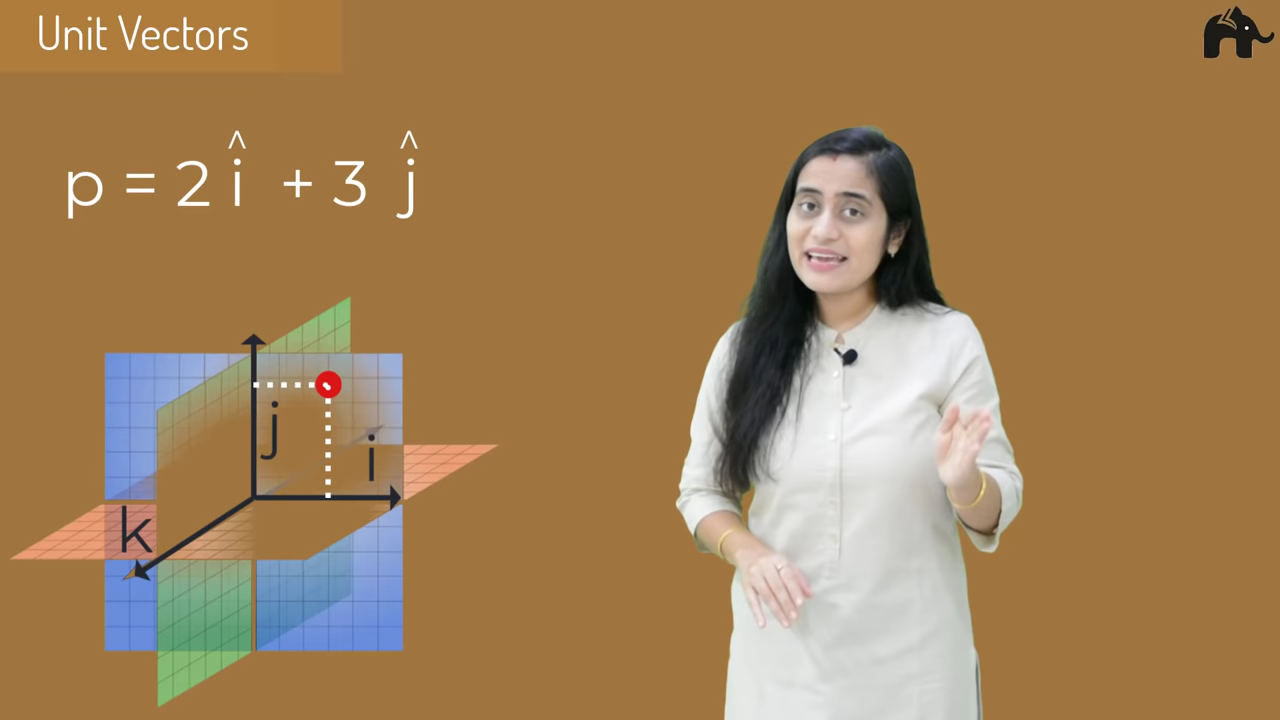 Unit Vectors
p = 2 î + 3 ĵ
j
i
k